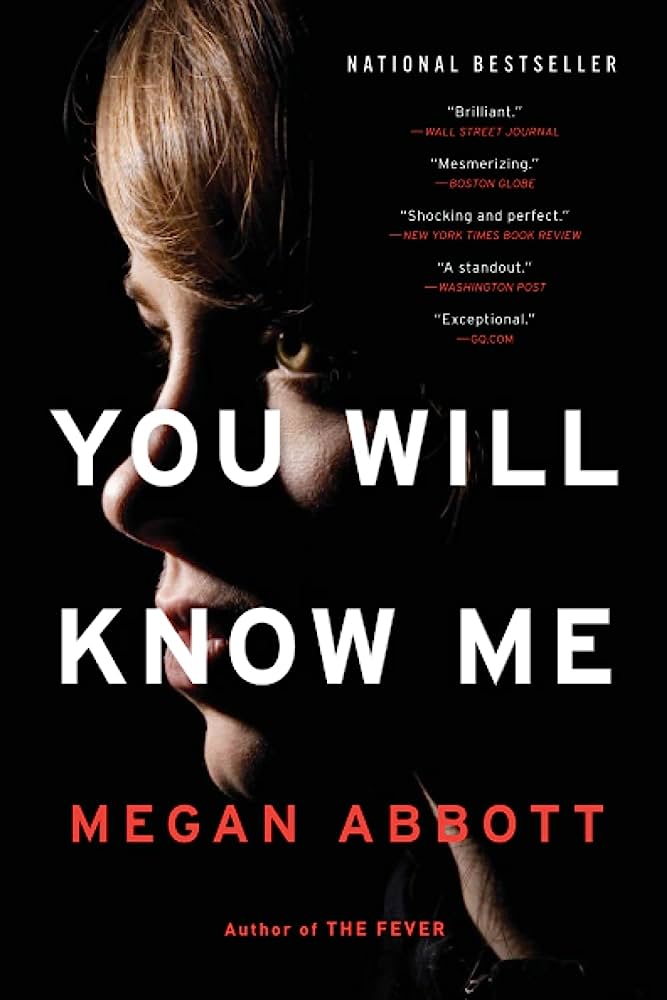 NATIONAL BESTSELLER
“Brilliant.”
—WALL STREET JOURNAL
“Mesmerizing.”
—BOSTON GLOBE
“Shocking and perfect.”
—NEW YORK TIMES BOOK REVIEW
“A standout.”
—WASHINGTON POST
“Exceptional.”
—GQ.COM
YOU WILL
KNOW ME
MEGAN ABBOTT
Author of THE FEVER